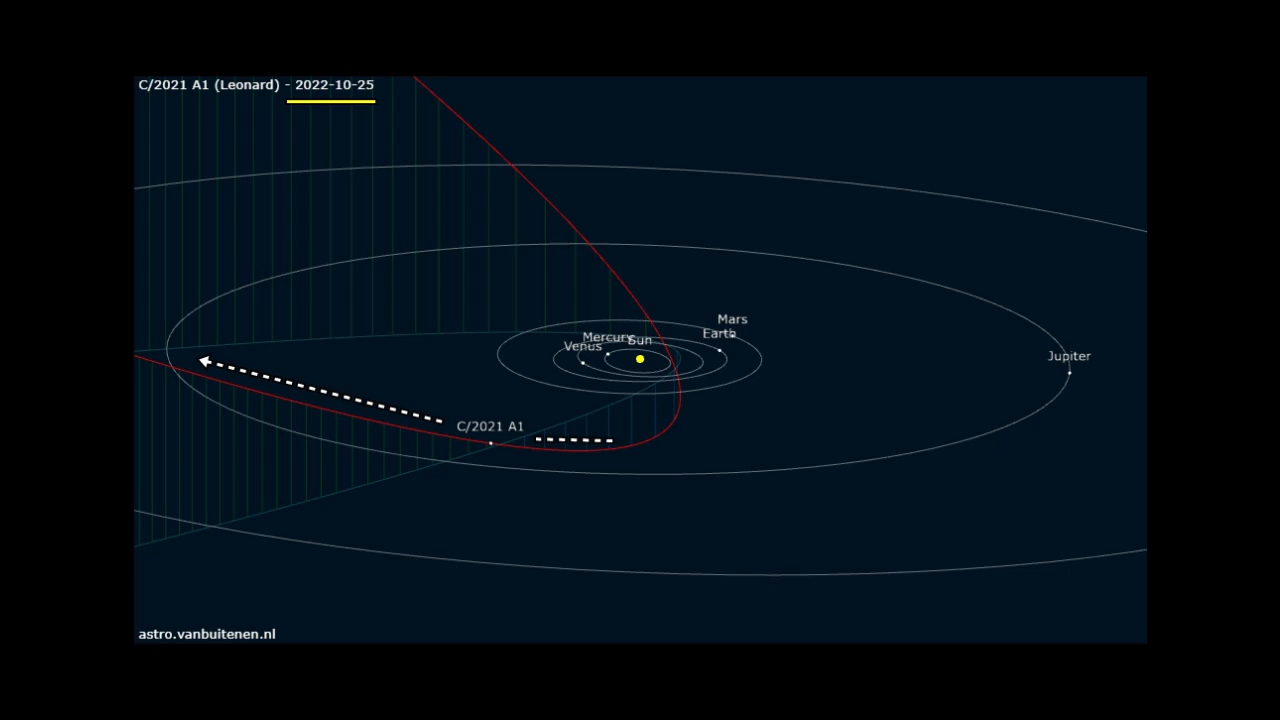 C/2021 A1 (Leonard) - 2022-10-25
Mars
Earth
Mercury
Sun
Venus
Jupiter
C/2021 A1
astro.vanbuitenen.nl